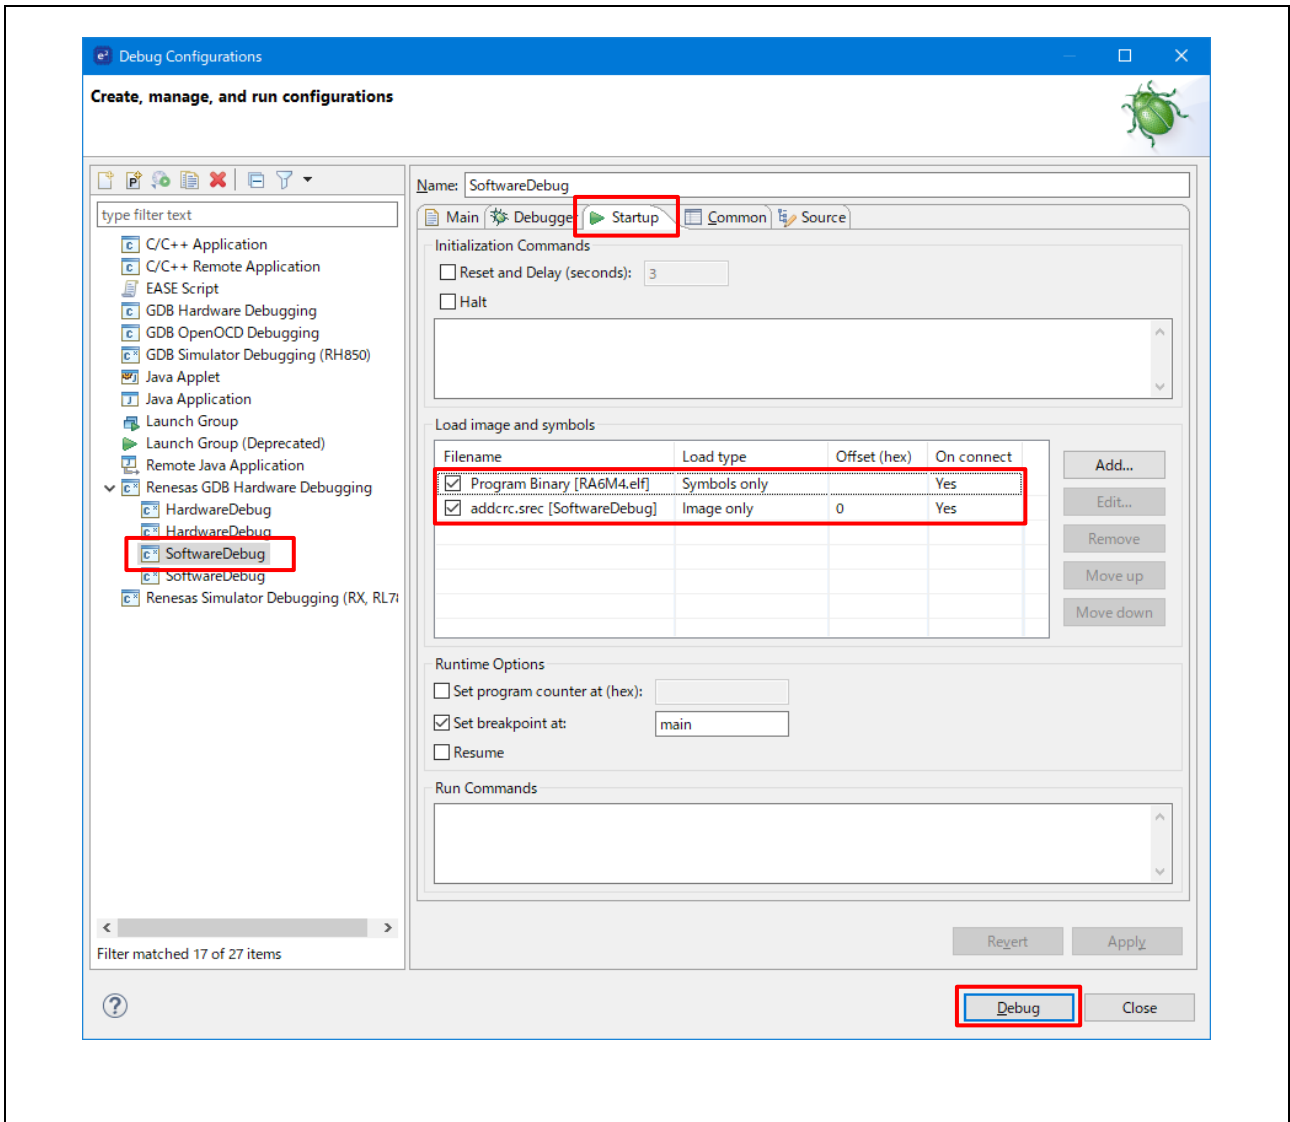 Debug Configurations
Create, manage, and run configurations
type filter text
C/C++ Application
C/C++ Remote Application
EASE Script
GDB Hardware Debugging
GDB OpenOCD Debugging
GDB Simulator Debugging (RH850)
Java Applet
Java Application
Launch Group
Launch Group (Deprecated)
Remote Java Application
Renesas GDB Hardware Debugging
HardwareDebug
HardwareDebug
SoftwareDebug
SoftwareDebug
Renesas Simulator Debugging (RX, RL78
Filter matched 17 of 27 items
Name: SoftwareDebug
Main Debugger Startup Common Source
Initialization Commands
Reset and Delay (seconds): 3
Halt
Load image and symbols
Filename Load type Offset (hex) On connect
Program Binary [RA6M4.elf] Symbols only Yes
addcrc.srec [SoftwareDebug] Image only 0 Yes
Add...
Edit...
Remove
Move up
Move down
Runtime Options
Set program counter at (hex):
Set breakpoint at: main
Resume
Run Commands
Revert Apply
Debug Close